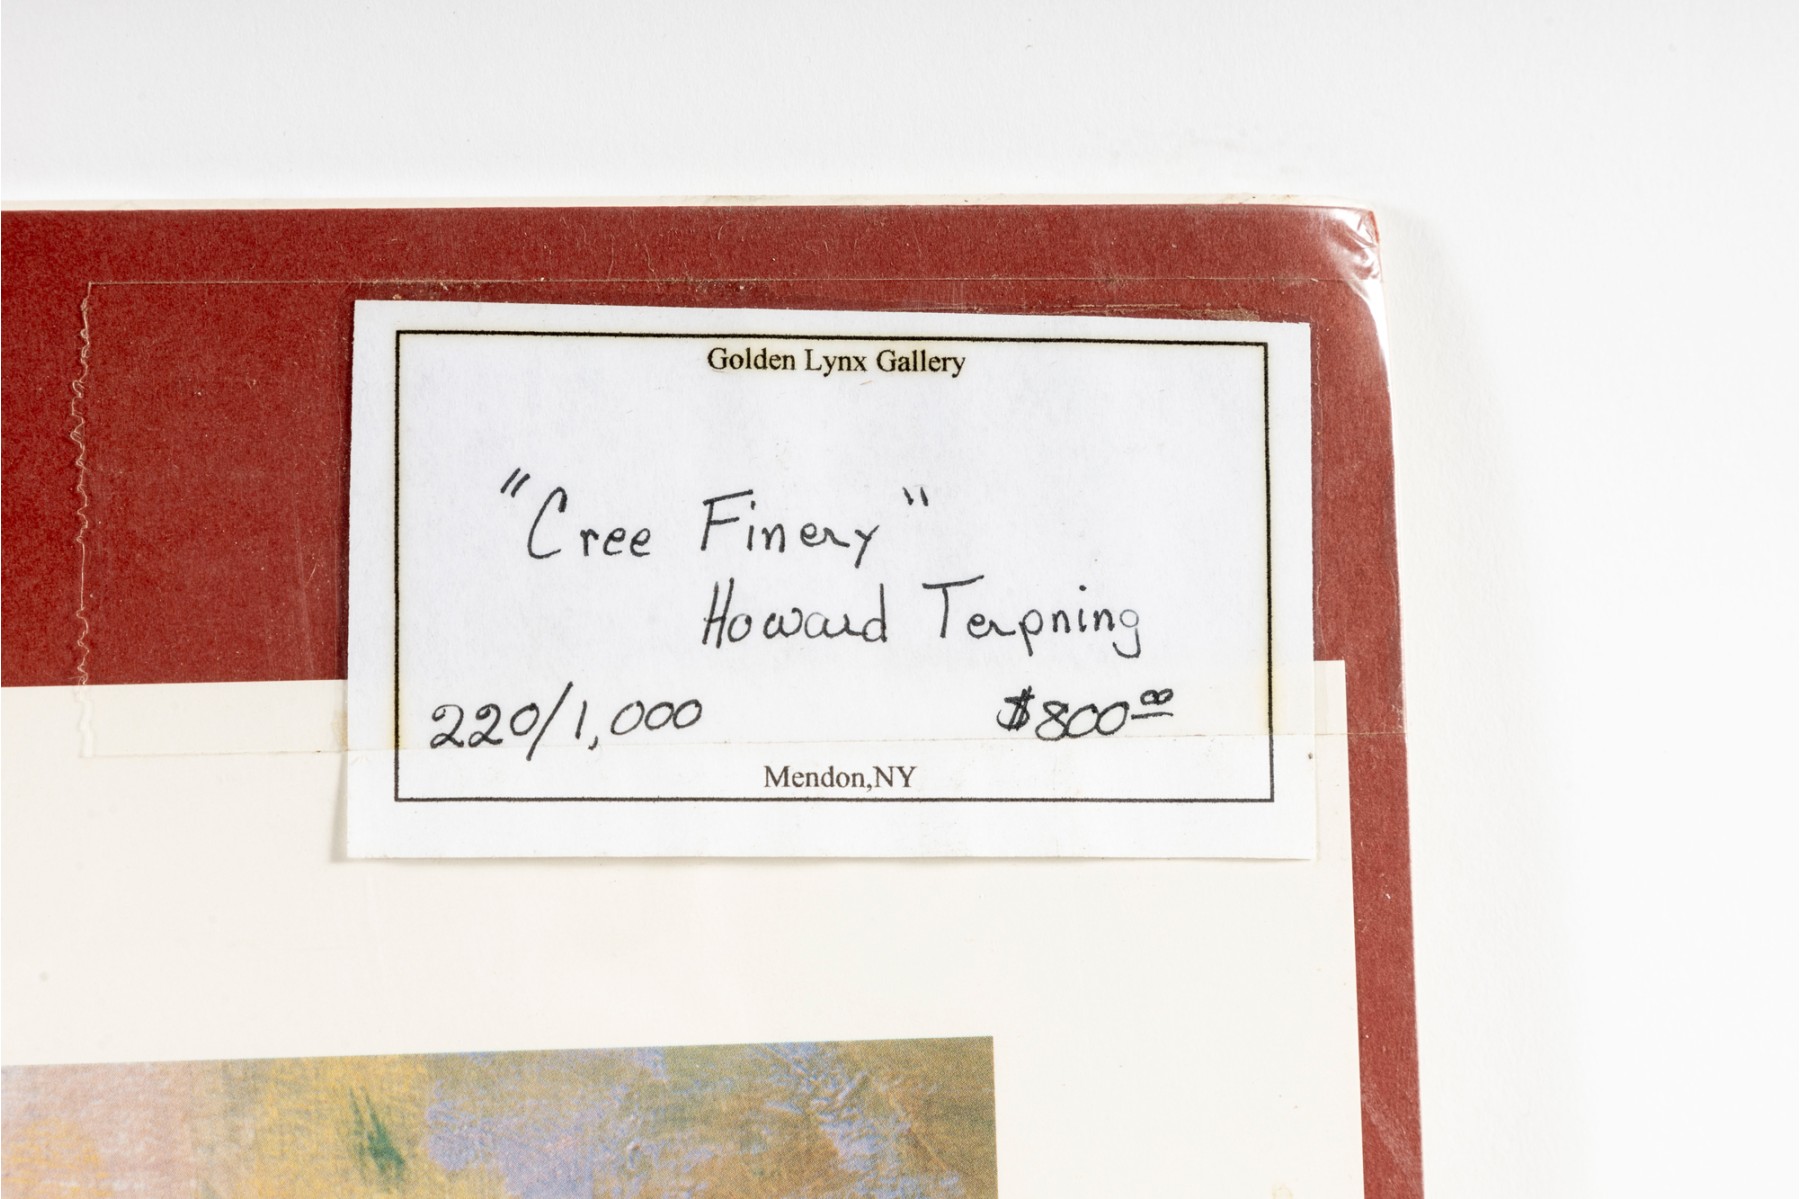 Golden Lynx Gallery
"Cree Finery"
Howard Terpning
220/1,000 $800.00
Mendon,NY